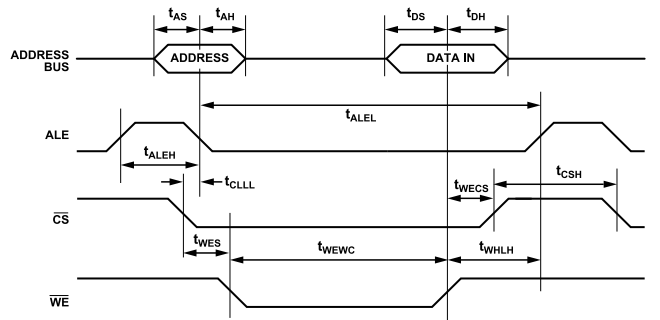 tAS tAH tDS tDH
ADDRESS BUS
ADDRESS
DATA IN
tALEL
ALE
tALEH
tCLLL
tWECS
tCSH
CS
tWES
tWEWC
tWHLH
WE